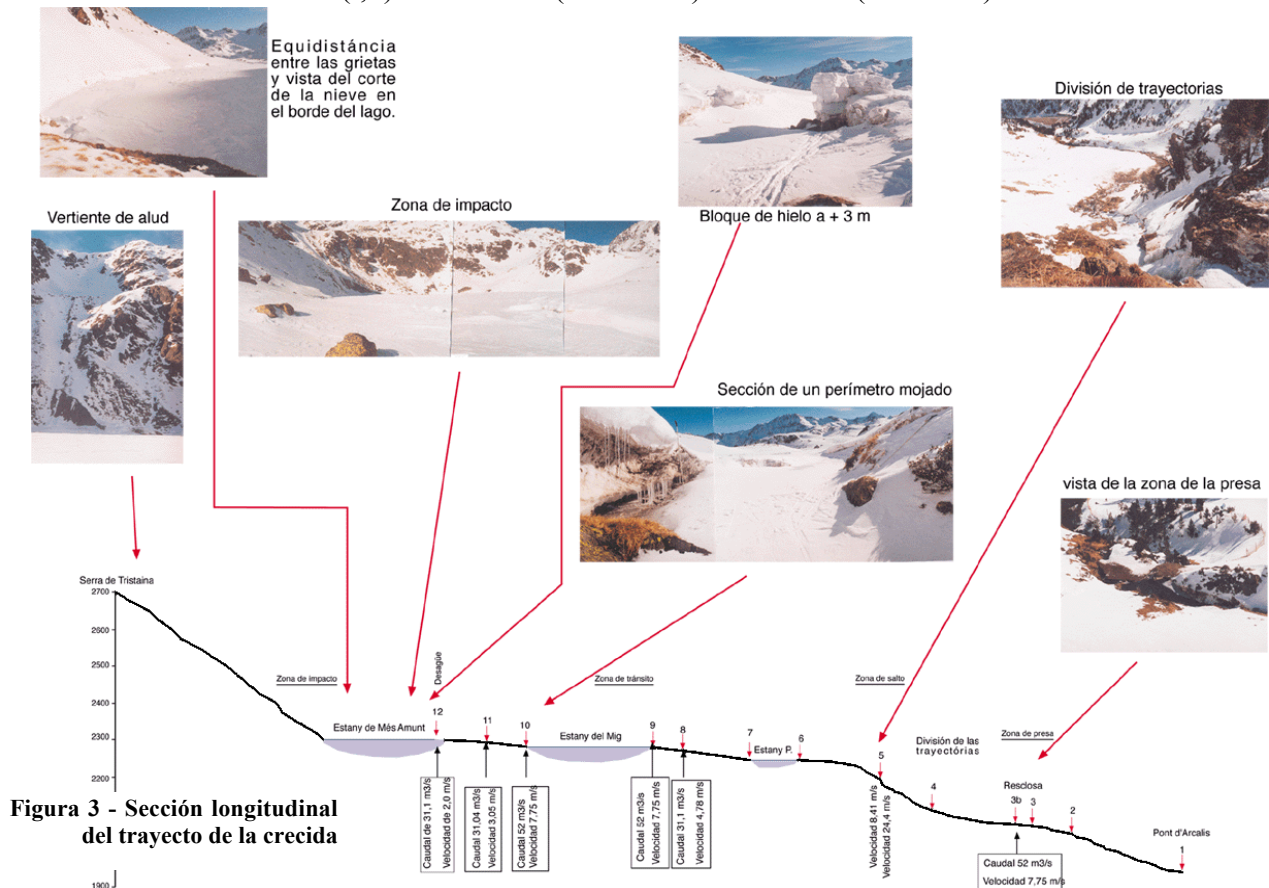 Equidistáncia
entre las grietas
y vista del corte
de la nieve en
el borde del lago.
División de trayectorias
Vertiente de alud
Zona de impacto
Bloque de hielo a + 3 m
Sección de un perímetro mojado
vista de la zona de la presa
Serra de Tristaina
2700
2600
2500
2400
2300
2200
1900
Zona de impacto
Desagüe
Zona de tránsito
Zona de salto
Zona de presa
Estany de Més Amunt
12
11
10
Estany del Mig
9
8
7
Estany P.
6
5
División de las
trayectórias
4
Resclosa
3b
3
2
Pont d'Arcalis
1
Caudal de 31,1 m3/s
Velocidad de 2,0 m/s
Caudal 31,04 m3/s
Velocidad 3,05 m/s
Caudal 52 m3/s
Velocidad 7,75 m/s
Caudal 52 m3/s
Velocidad 7,75 m/s
Caudal 31,1 m3/s
Velocidad 4,78 m/s
Velocidad 8,41 m/s
Velocidad 24,4 m/s
Caudal 52 m3/s
Velocidad 7,75 m/s
Figura 3 - Sección longitudinal
del trayecto de la crecida